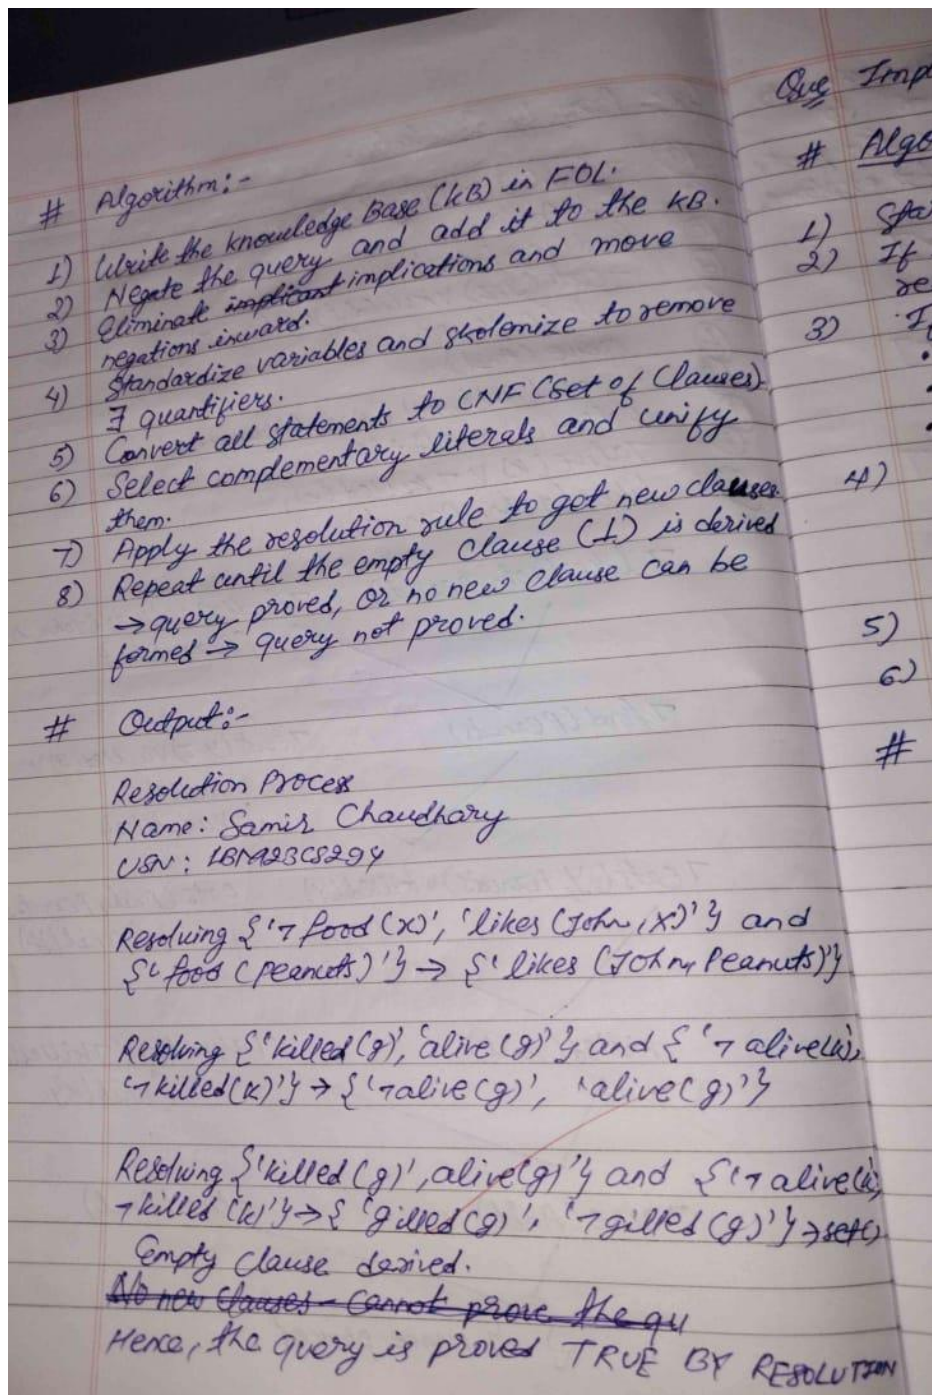 # Algorithm:-
1) Write the knowledge Base (KB) in FOL.
2) Negate the query and add it to the KB.
3) Eliminate implicant implications and move
negations inward.
4) Standardize variables and skolemize to remove
∃ quantifiers.
5) Convert all statements to CNF (Set of Clauses).
6) Select complementary literals and unify
them.
7) Apply the resolution rule to get new clauses.
8) Repeat until the empty clause (⊥) is derived
→ query proved, or no new clause can be
formed → query not proved.
# Output:-
Resolution Process
Name: Samir Chaudhary
USN: 1BM23CS294
Resolving {'¬ food(x)', 'likes (John, x)'} and
{'food (peanuts)'} → {'likes (John, Peanuts)'}
Resolving {'killed(g)', 'alive(g)'} and {'¬ alive(k),
'¬ killed(k)'} → {'¬alive(g)', 'alive(g)'}
Resolving {'killed(g)', alive(g)'} and {'¬ alive(k),
¬ killed (k)'} → {'gilled(g)', '¬gilled(g)'} → set()
Empty clause derived.
No new clauses - Cannot prove the qu
Hence, the query is proved TRUE BY RESOLUTION
Que Impl
# Algo
1) Sta
2) If
re
3)
4)
5)
6)
#